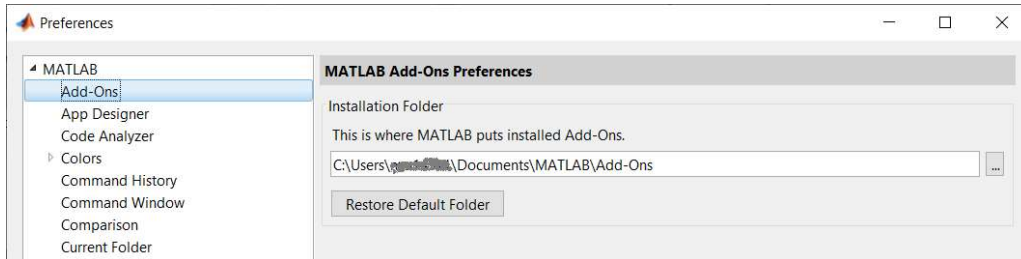 Preferences
MATLAB
Add-Ons
App Designer
Code Analyzer
Colors
Command History
Command Window
Comparison
Current Folder
MATLAB Add-Ons Preferences
Installation Folder
This is where MATLAB puts installed Add-Ons.
C:\Users\ \Documents\MATLAB\Add-Ons
...
Restore Default Folder